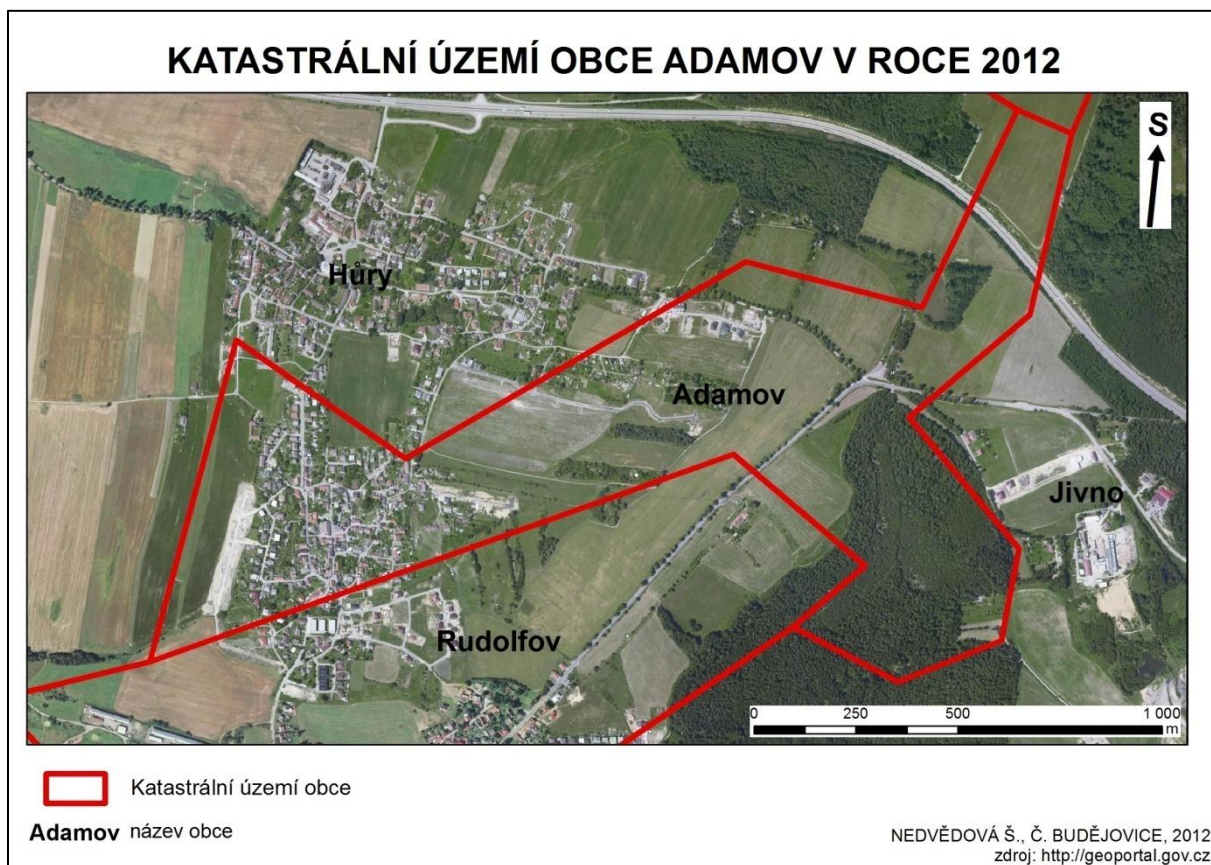 KATASTRÁLNÍ ÚZEMÍ OBCE ADAMOV V ROCE 2012
S
Hůry
Adamov
Jivno
Rudolfov
0 250 500 1 000
m
Katastrální území obce
Adamov název obce
NEDVĚDOVÁ Š., Č. BUDĚJOVICE, 2012
zdroj: http://geoportal.gov.cz